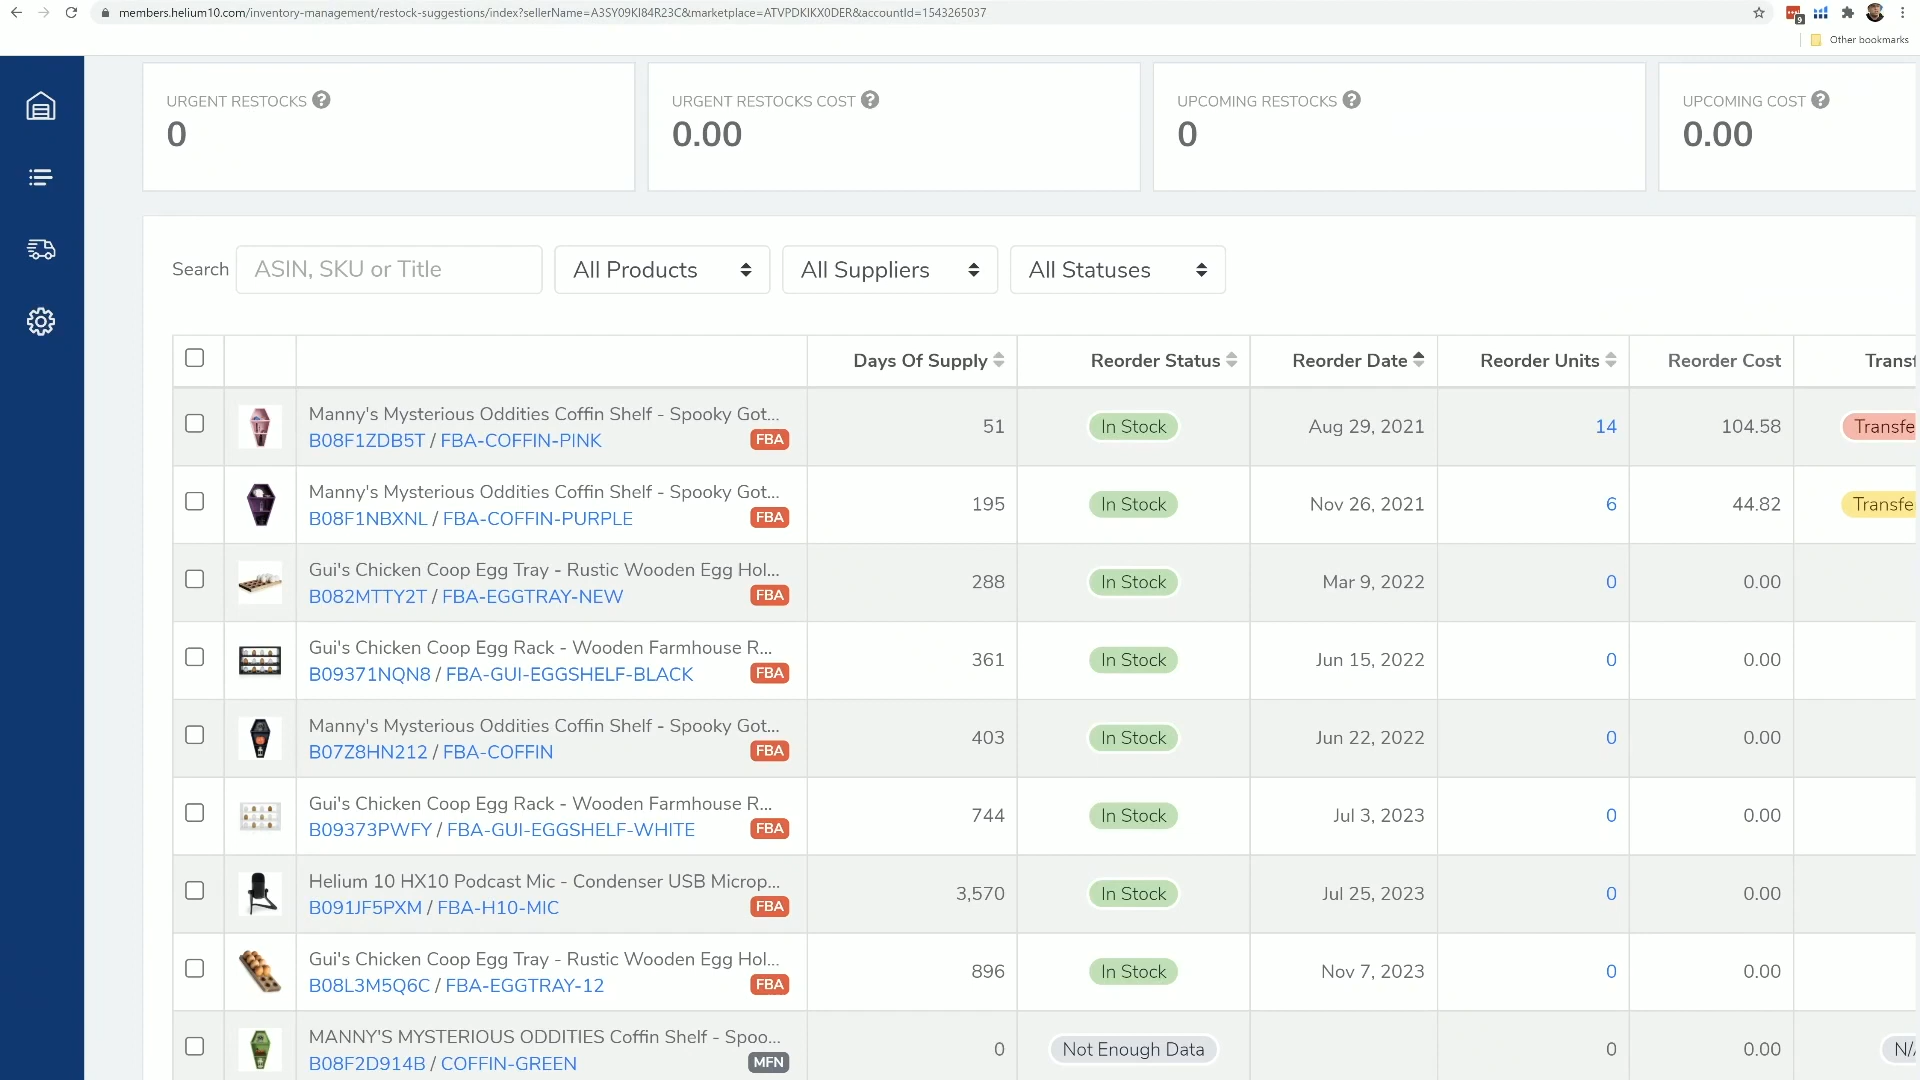 members.helium10.com/inventory-management/restock-suggestions/index?sellerName=A3SY09KI84R23C&marketplace=ATVPDKIKX0DER&accountId=1543265037
9
Other bookmarks
URGENT RESTOCKS ?
0
URGENT RESTOCKS COST ?
0.00
UPCOMING RESTOCKS ?
0
UPCOMING COST ?
0.00
Search ASIN, SKU or Title All Products All Suppliers All Statuses
Days Of Supply Reorder Status Reorder Date Reorder Units Reorder Cost Transf
Manny's Mysterious Oddities Coffin Shelf - Spooky Got...
B08F1ZDB5T / FBA-COFFIN-PINK FBA
51 In Stock Aug 29, 2021 14 104.58 Transfe
Manny's Mysterious Oddities Coffin Shelf - Spooky Got...
B08F1NBXNL / FBA-COFFIN-PURPLE FBA
195 In Stock Nov 26, 2021 6 44.82 Transfe
Gui's Chicken Coop Egg Tray - Rustic Wooden Egg Hol...
B082MTTY2T / FBA-EGGTRAY-NEW FBA
288 In Stock Mar 9, 2022 0 0.00
Gui's Chicken Coop Egg Rack - Wooden Farmhouse R...
B09371NQN8 / FBA-GUI-EGGSHELF-BLACK FBA
361 In Stock Jun 15, 2022 0 0.00
Manny's Mysterious Oddities Coffin Shelf - Spooky Got...
B07Z8HN212 / FBA-COFFIN FBA
403 In Stock Jun 22, 2022 0 0.00
Gui's Chicken Coop Egg Rack - Wooden Farmhouse R...
B09373PWFY / FBA-GUI-EGGSHELF-WHITE FBA
744 In Stock Jul 3, 2023 0 0.00
Helium 10 HX10 Podcast Mic - Condenser USB Microp...
B091JF5PXM / FBA-H10-MIC FBA
3,570 In Stock Jul 25, 2023 0 0.00
Gui's Chicken Coop Egg Tray - Rustic Wooden Egg Hol...
B08L3M5Q6C / FBA-EGGTRAY-12 FBA
896 In Stock Nov 7, 2023 0 0.00
MANNY'S MYSTERIOUS ODDITIES Coffin Shelf - Spoo...
B08F2D914B / COFFIN-GREEN MFN
0 Not Enough Data 0 0.00 N/